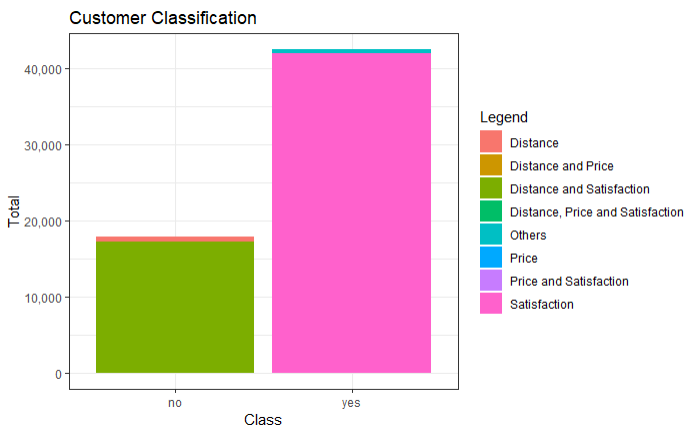 Customer Classification
Total
40,000
30,000
20,000
10,000
0
no
yes
Class
Legend
Distance
Distance and Price
Distance and Satisfaction
Distance, Price and Satisfaction
Others
Price
Price and Satisfaction
Satisfaction